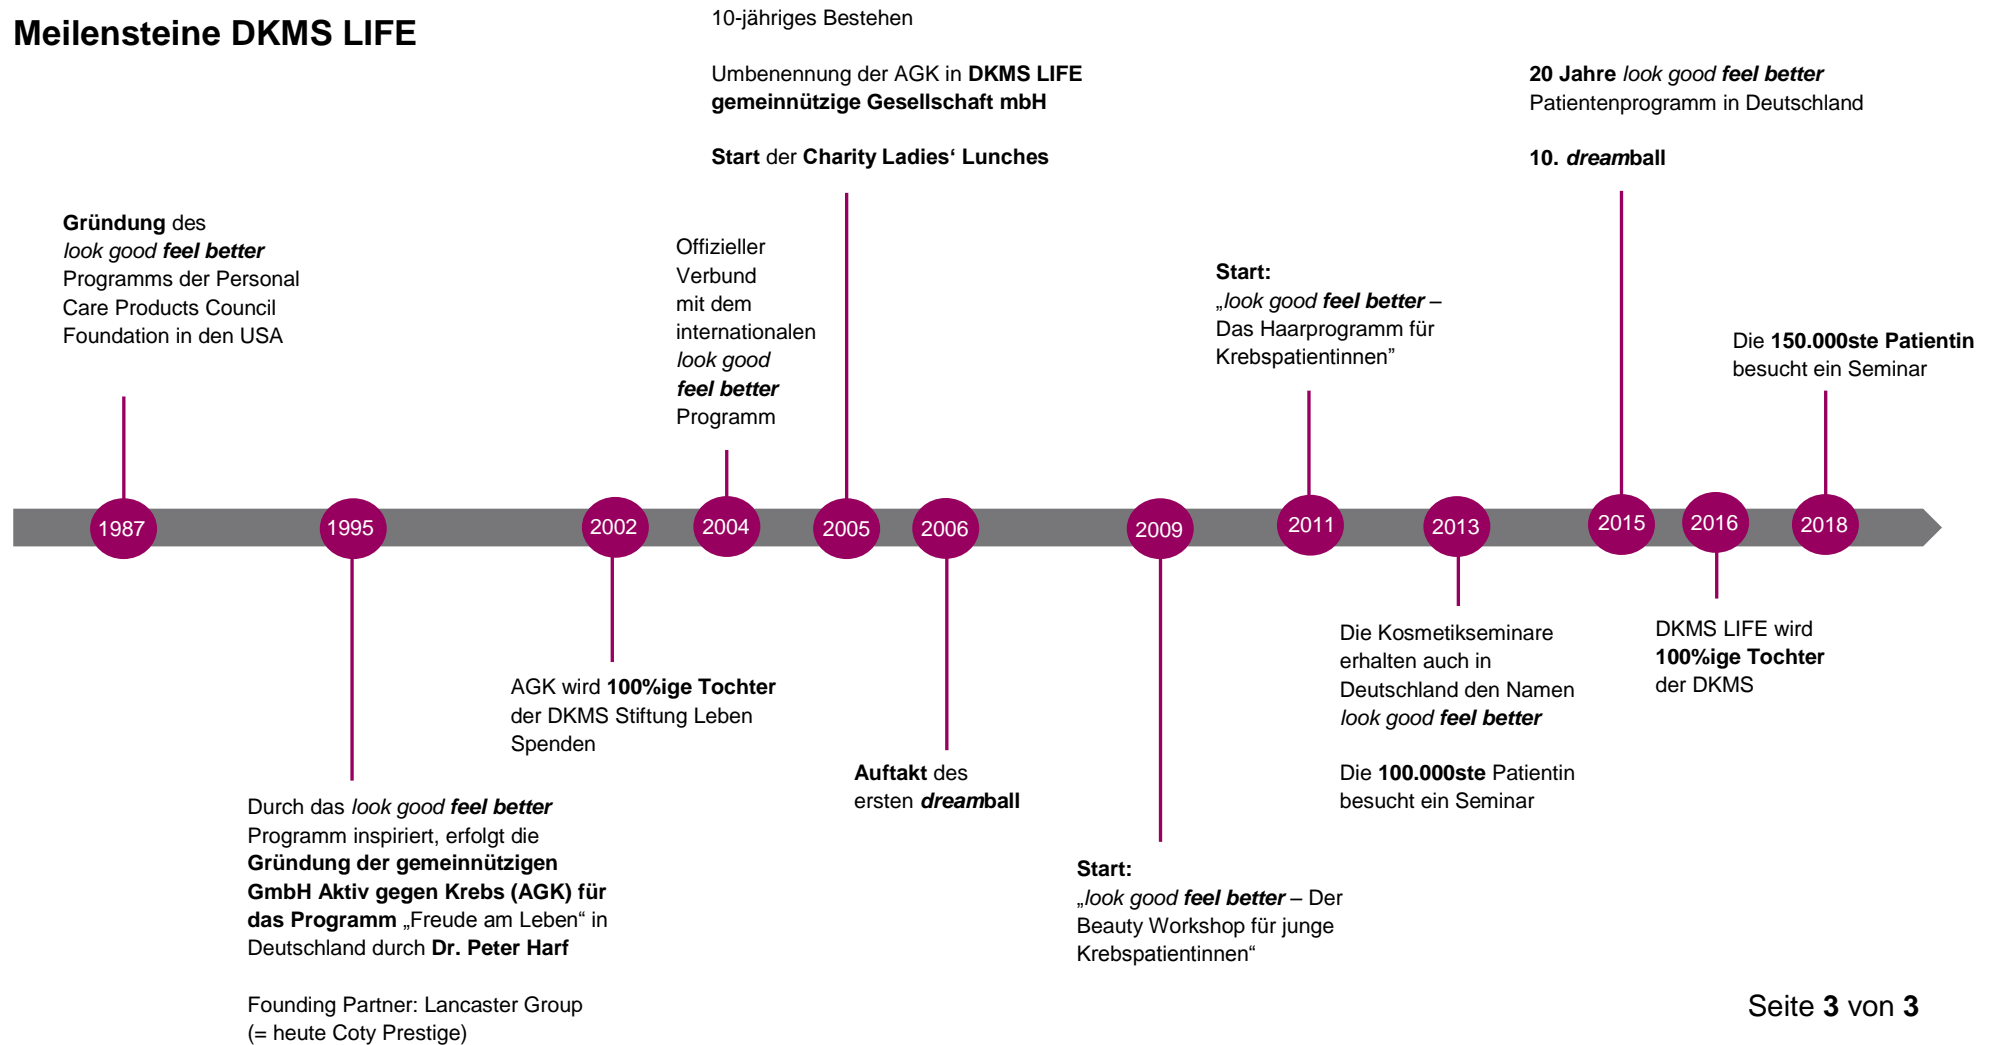 Meilensteine DKMS LIFE
10-jähriges Bestehen
Umbenennung der AGK in DKMS LIFE
gemeinnützige Gesellschaft mbH
Start der Charity Ladies‘ Lunches
20 Jahre look good feel better
Patientenprogramm in Deutschland
10. dreamball
Gründung des
look good feel better
Programms der Personal
Care Products Council
Foundation in den USA
Offizieller
Verbund
mit dem
internationalen
look good
feel better
Programm
Start:
„look good feel better –
Das Haarprogramm für
Krebspatientinnen”
Die 150.000ste Patientin
besucht ein Seminar
1987
1995
2002
2004
2005
2006
2009
2011
2013
2015
2016
2018
Durch das look good feel better
Programm inspiriert, erfolgt die
Gründung der gemeinnützigen
GmbH Aktiv gegen Krebs (AGK) für
das Programm „Freude am Leben“ in
Deutschland durch Dr. Peter Harf
Founding Partner: Lancaster Group
(= heute Coty Prestige)
AGK wird 100%ige Tochter
der DKMS Stiftung Leben
Spenden
Auftakt des
ersten dreamball
Start:
„look good feel better – Der
Beauty Workshop für junge
Krebspatientinnen“
Die Kosmetikseminare
erhalten auch in
Deutschland den Namen
look good feel better
Die 100.000ste Patientin
besucht ein Seminar
DKMS LIFE wird
100%ige Tochter
der DKMS
Seite 3 von 3